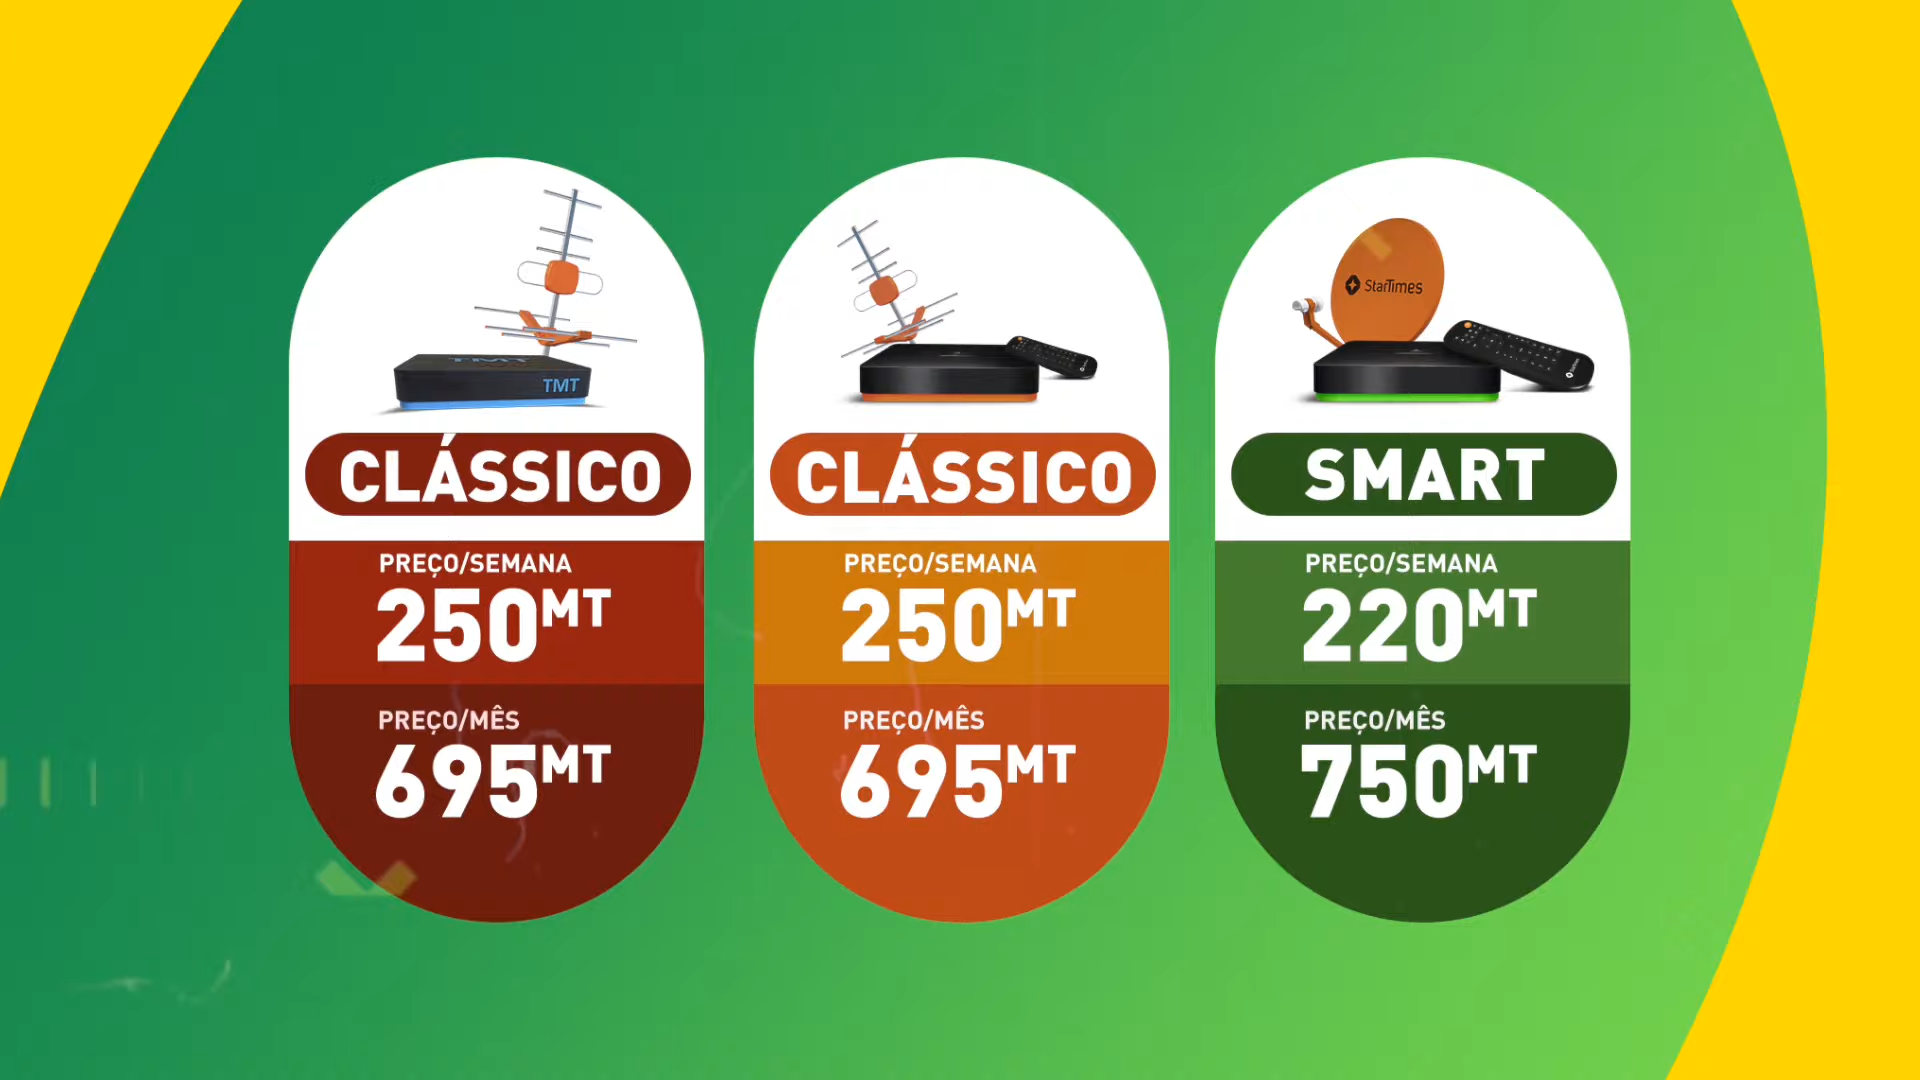 TMT
TMT
StarTimes
CLÁSSICO
PREÇO/SEMANA
250MT
PREÇO/MÊS
695MT
CLÁSSICO
PREÇO/SEMANA
250MT
PREÇO/MÊS
695MT
SMART
PREÇO/SEMANA
220MT
PREÇO/MÊS
750MT